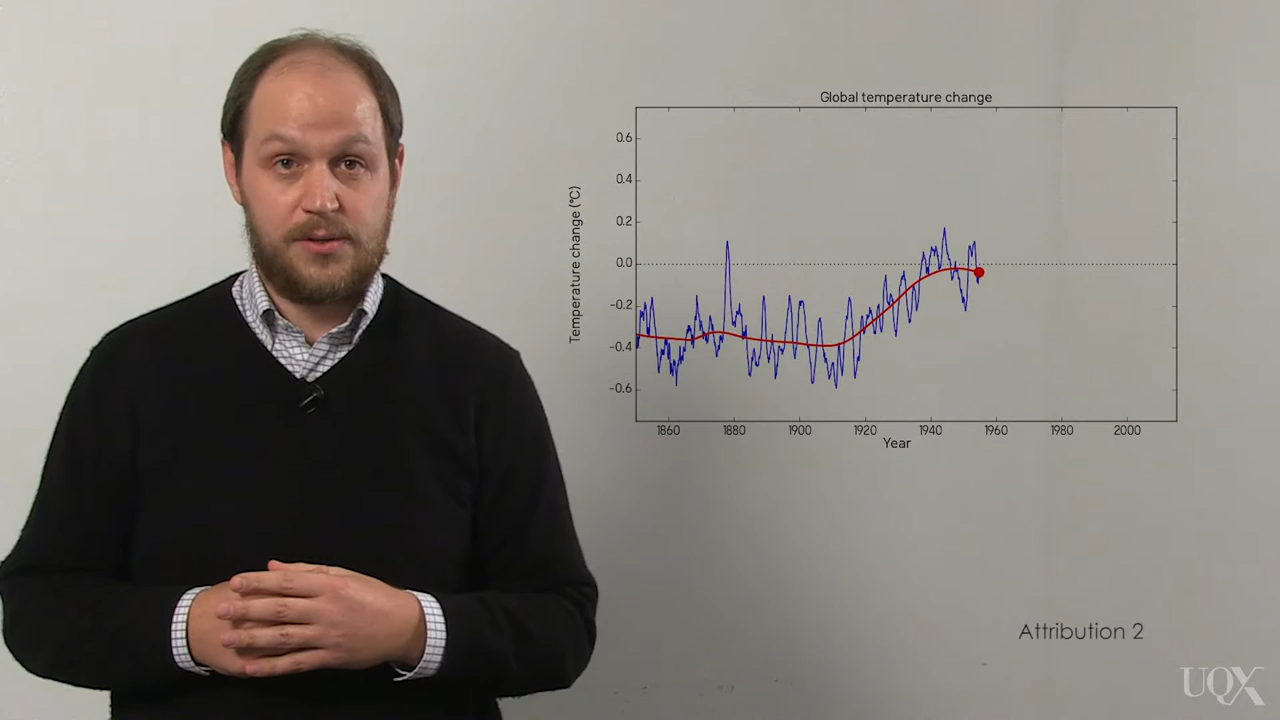 Global temperature change
0.6
0.4
0.2
0.0
−0.2
−0.4
−0.6
Temperature change (°C)
1860 1880 1900 1920 1940 1960 1980 2000
Year
Attribution 2
UQX